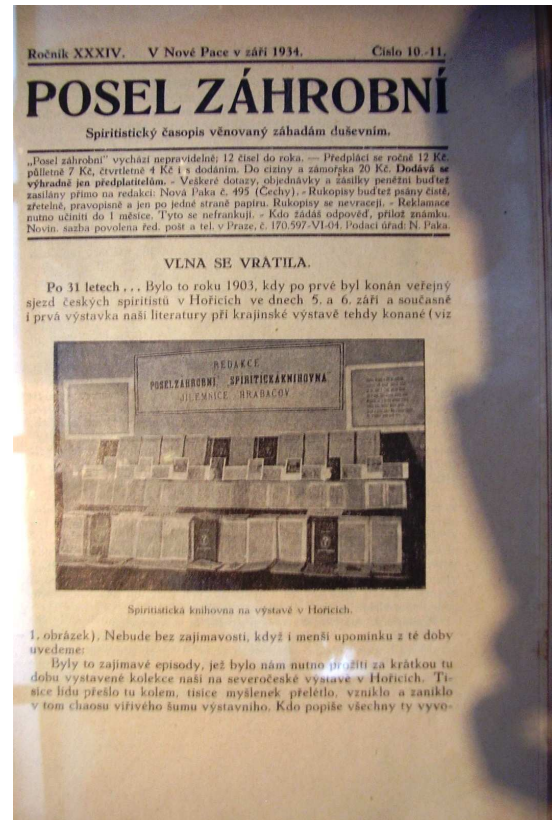 Ročník XXXIV. V Nové Pace v září 1934. Číslo 10.-11.
POSEL ZÁHROBNÍ
Spiritistický časopis věnovaný záhadám duševním.
„Posel záhrobní" vychází nepravidelně; 12 čísel do roka. — Předplácí se ročně 12 Kč,
půlletně 7 Kč, čtvrtletně 4 Kč i s dodáním. Do ciziny a zámořska 20 Kč. Dodává se
výhradně jen předplatitelům. - Veškeré dotazy, objednávky a zásilky peněžní buďtež
zasílány přímo na redakci: Nová Paka č. 495 (Čechy). - Rukopisy buďtež psány čistě,
zřetelně, pravopisně a jen po jedné straně papíru. Rukopisy se nevracejí. - Reklamace
nutno učiniti do 1 měsíce. Tyto se nefrankují. - Kdo žádáš odpověď, přilož známku.
Novin. sazba povolena řed. pošt a tel. v Praze, č. 170.597-VI-04. Podací úřad: N. Paka.
VLNA SE VRÁTILA.
Po 31 letech . . . Bylo to roku 1903, kdy po prvé byl konán veřejný
sjezd českých spiritistů v Hořicích ve dnech 5. a 6. září a současně
i prvá výstavka naší literatury při krajinské výstavě tehdy konané (viz
REDAKCE
POSEL ZÁHROBNÍ SPIRITICKÁ KNIHOVNA
JILEMNICE HRABAČOV
Spiritistická knihovna na výstavě v Hořicích.
1. obrázek). Nebude bez zajímavosti, když i menší upomínku z té doby
uvedeme:
Byly to zajímavé episody, jež bylo nám nutno prožíti za krátkou tu
dobu vystavené kolekce naší na severočeské výstavě v Hořicích. Ti-
síce lidu přešlo tu kolem, tisíce myšlenek přelétlo, vzniklo a zaniklo
v tom chaosu vířivého šumu výstavního. Kdo popíše všechny ty vyvo-